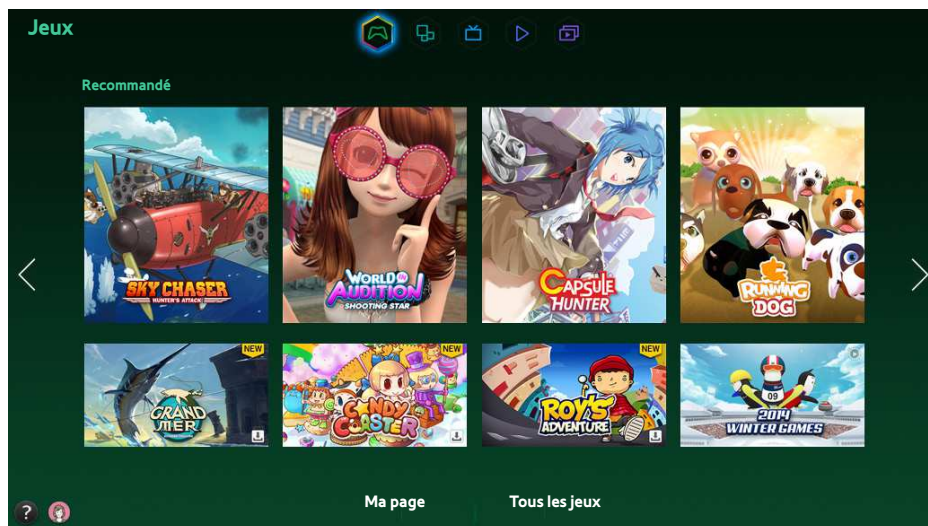 Jeux
Recommandé
SKY CHASER
HUNTER'S ATTACK
WORLD IN
AUDITION
SHOOTING STAR
CAPSULE
HUNTER
RUNNING
DOG
NEW
GRAND
MER
NEW
CANDY
COASTER
NEW
ROY'S
ADVENTURE
09
2014
WINTER GAMES
?
Ma page
Tous les jeux